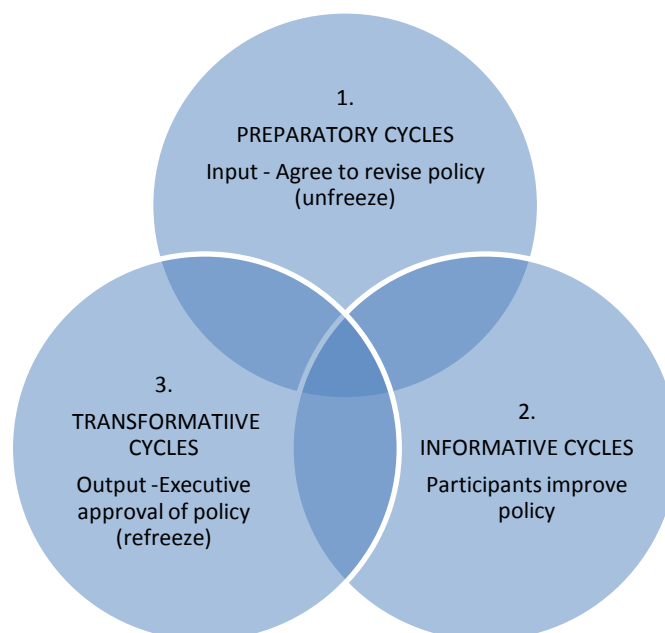 1.
PREPARATORY CYCLES
Input - Agree to revise policy
(unfreeze)
2.
INFORMATIVE CYCLES
Participants improve
policy
3.
TRANSFORMATIIVE
CYCLES
Output -Executive
approval of policy
(refreeze)